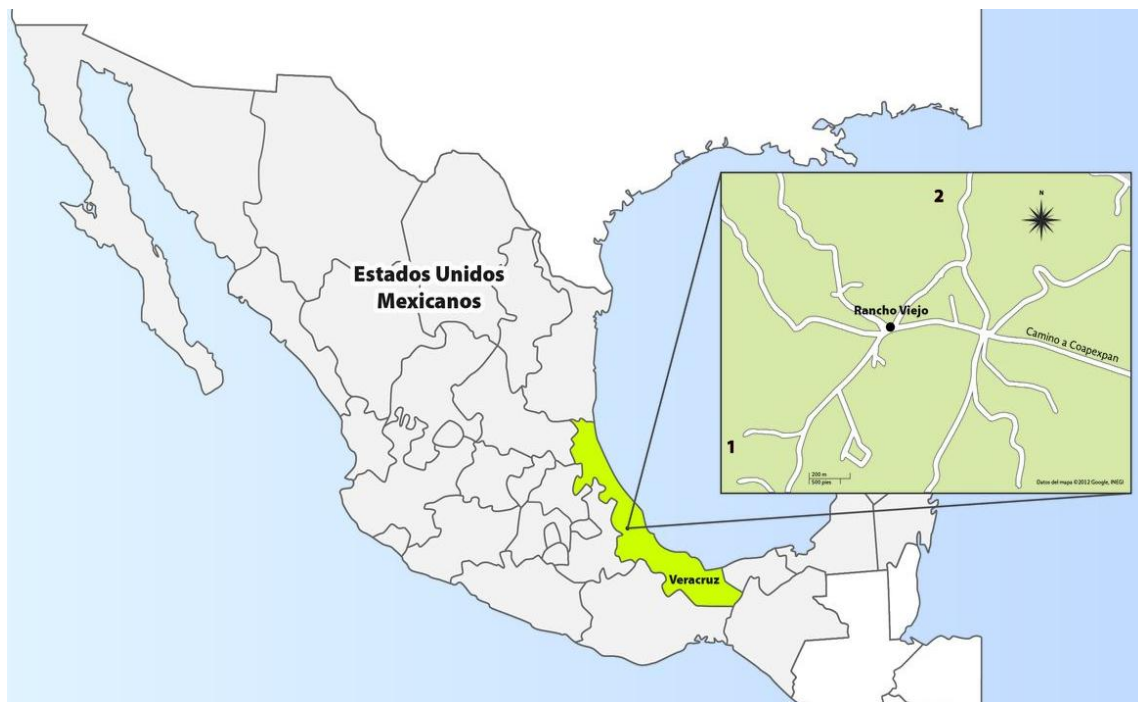 Estados Unidos
Mexicanos
2
N
Rancho Viejo
Camino a Coapexpan
1
200 m
500 pies
Datos del mapa ©2012 Google, INEGI
Veracruz